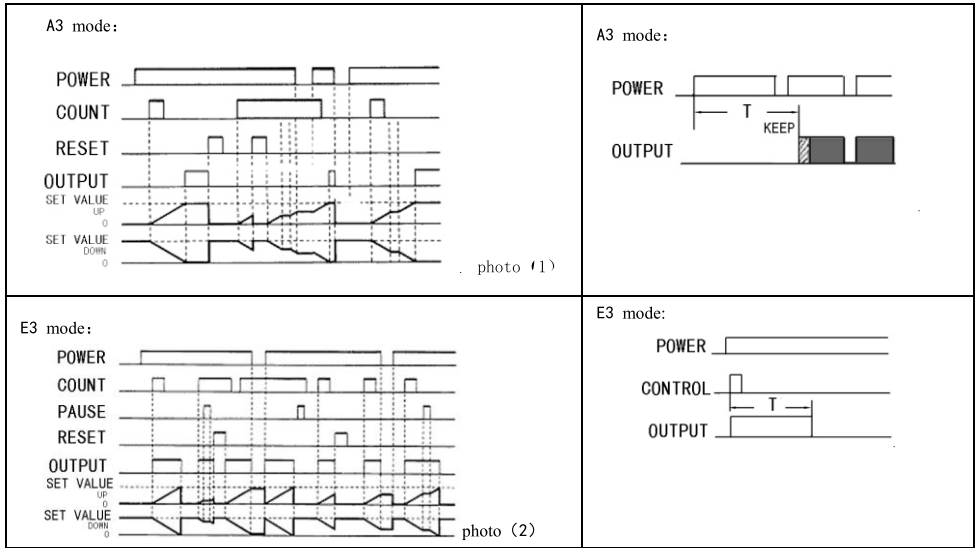 A3 mode:
POWER
COUNT
RESET
OUTPUT
SET VALUE
UP
0
SET VALUE
DOWN
0
photo (1)
A3 mode:
POWER
T
KEEP
OUTPUT
E3 mode:
POWER
COUNT
PAUSE
RESET
OUTPUT
SET VALUE
UP
0
SET VALUE
DOWN
0
photo (2)
E3 mode:
POWER
CONTROL
T
OUTPUT